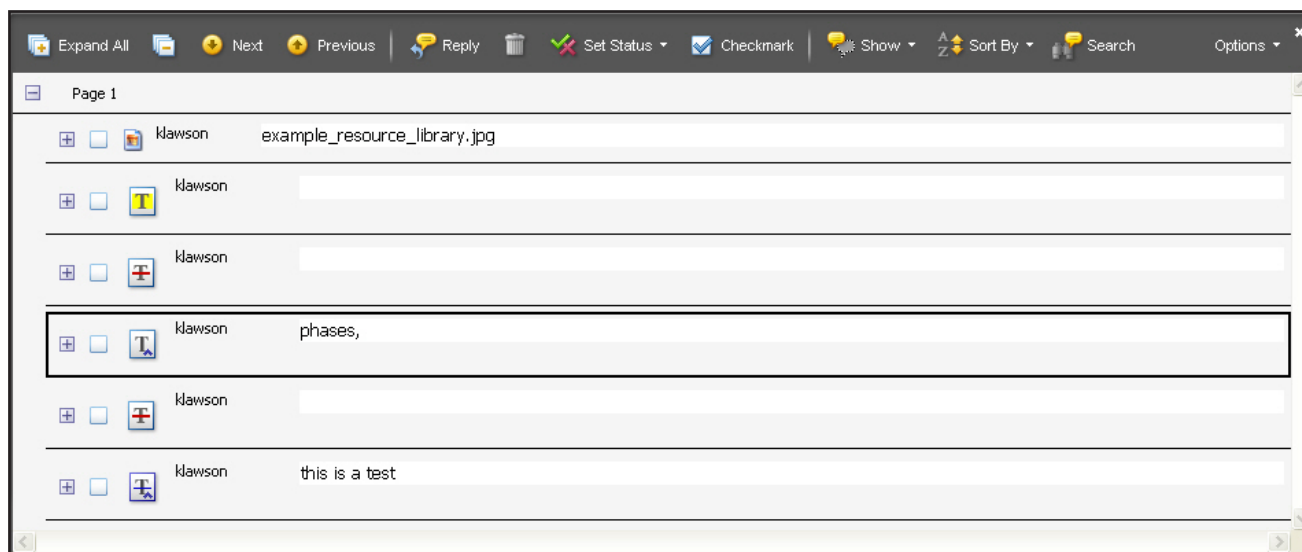 Expand All Next Previous Reply Set Status Checkmark Show Sort By Search Options
Page 1
klawson example_resource_library.jpg
klawson
klawson
klawson phases,
klawson
klawson this is a test